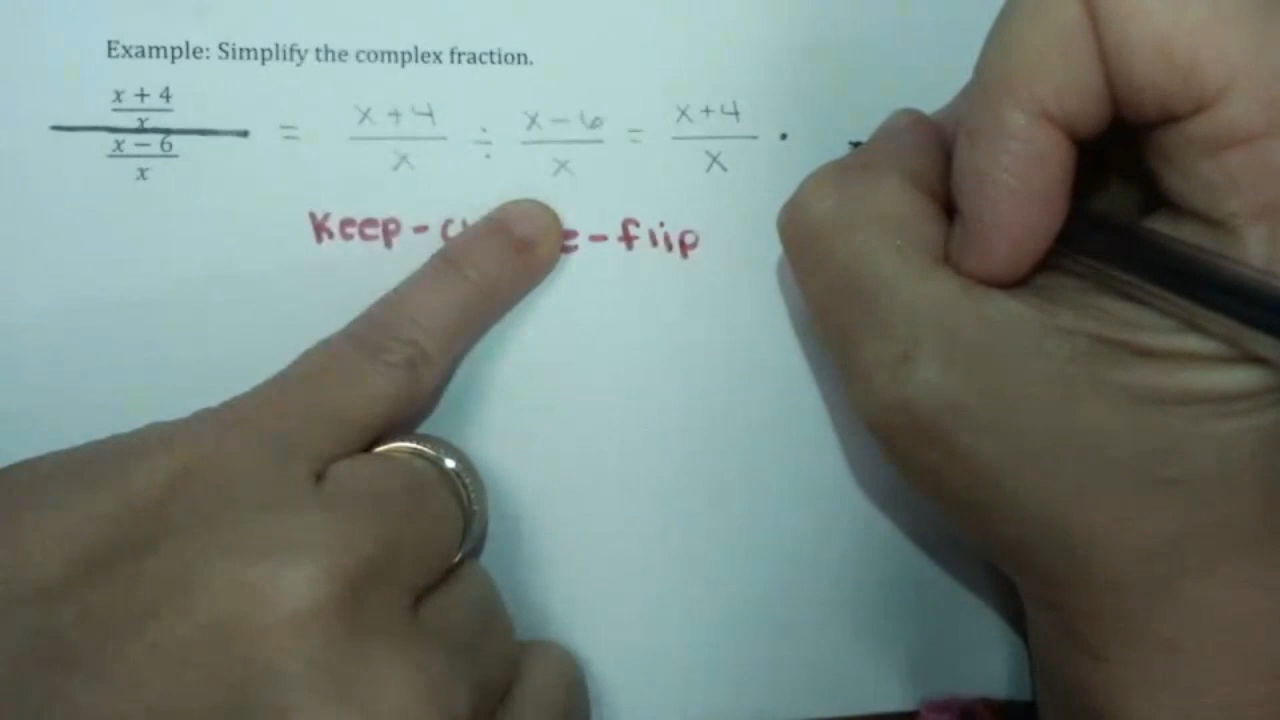 Example: Simplify the complex fraction.
x + 4 / x / x − 6 / x = x + 4 / x ÷ x − 6 / x = x + 4 / x ·
Keep - - flip